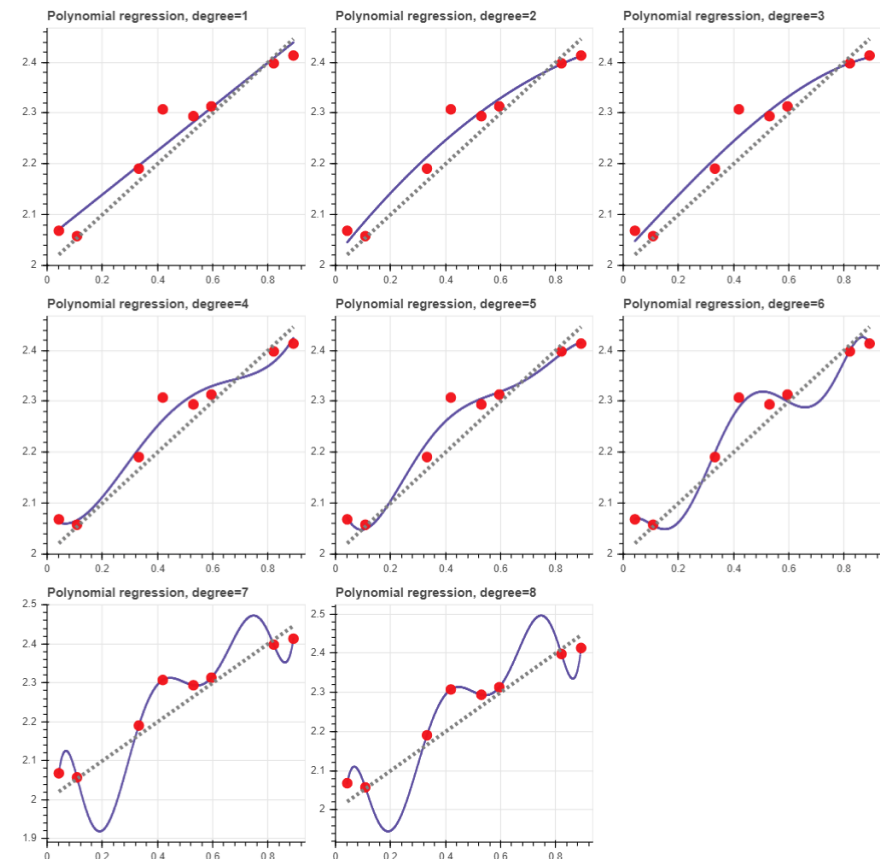 Polynomial regression, degree=1
2.4
2.3
2.2
2.1
2
0 0.2 0.4 0.6 0.8
Polynomial regression, degree=2
2.4
2.3
2.2
2.1
2
0 0.2 0.4 0.6 0.8
Polynomial regression, degree=3
2.4
2.3
2.2
2.1
2
0 0.2 0.4 0.6 0.8
Polynomial regression, degree=4
2.4
2.3
2.2
2.1
2
0 0.2 0.4 0.6 0.8
Polynomial regression, degree=5
2.4
2.3
2.2
2.1
2
0 0.2 0.4 0.6 0.8
Polynomial regression, degree=6
2.4
2.3
2.2
2.1
2
0 0.2 0.4 0.6 0.8
Polynomial regression, degree=7
2.5
2.4
2.3
2.2
2.1
2
1.9
0 0.2 0.4 0.6 0.8
Polynomial regression, degree=8
2.5
2.4
2.3
2.2
2.1
2
0 0.2 0.4 0.6 0.8